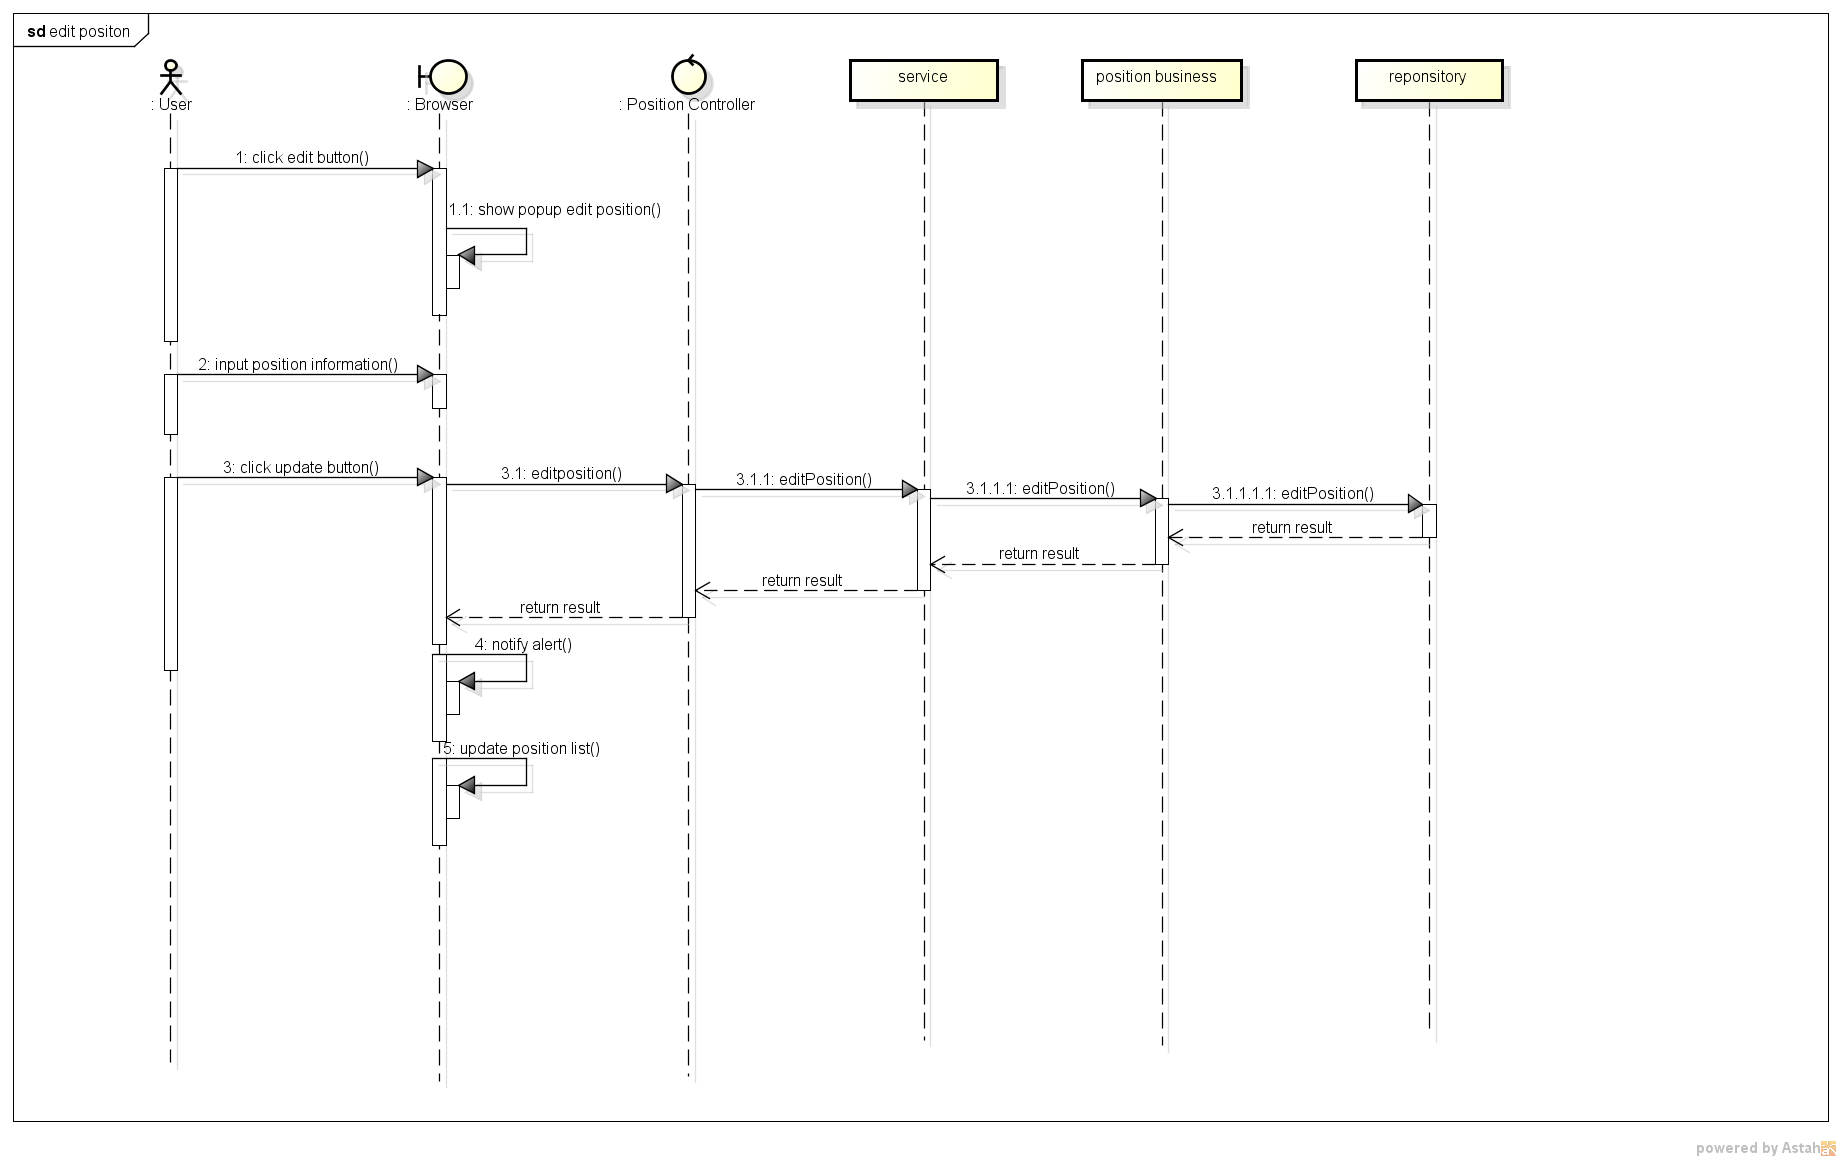 sd edit positon
: User
: Browser
: Position Controller
service
position business
reponsitory
1: click edit button()
1.1: show popup edit position()
2: input position information()
3: click update button()
3.1: editposition()
3.1.1: editPosition()
3.1.1.1: editPosition()
3.1.1.1.1: editPosition()
return result
return result
return result
return result
4: notify alert()
5: update position list()
powered by Astah